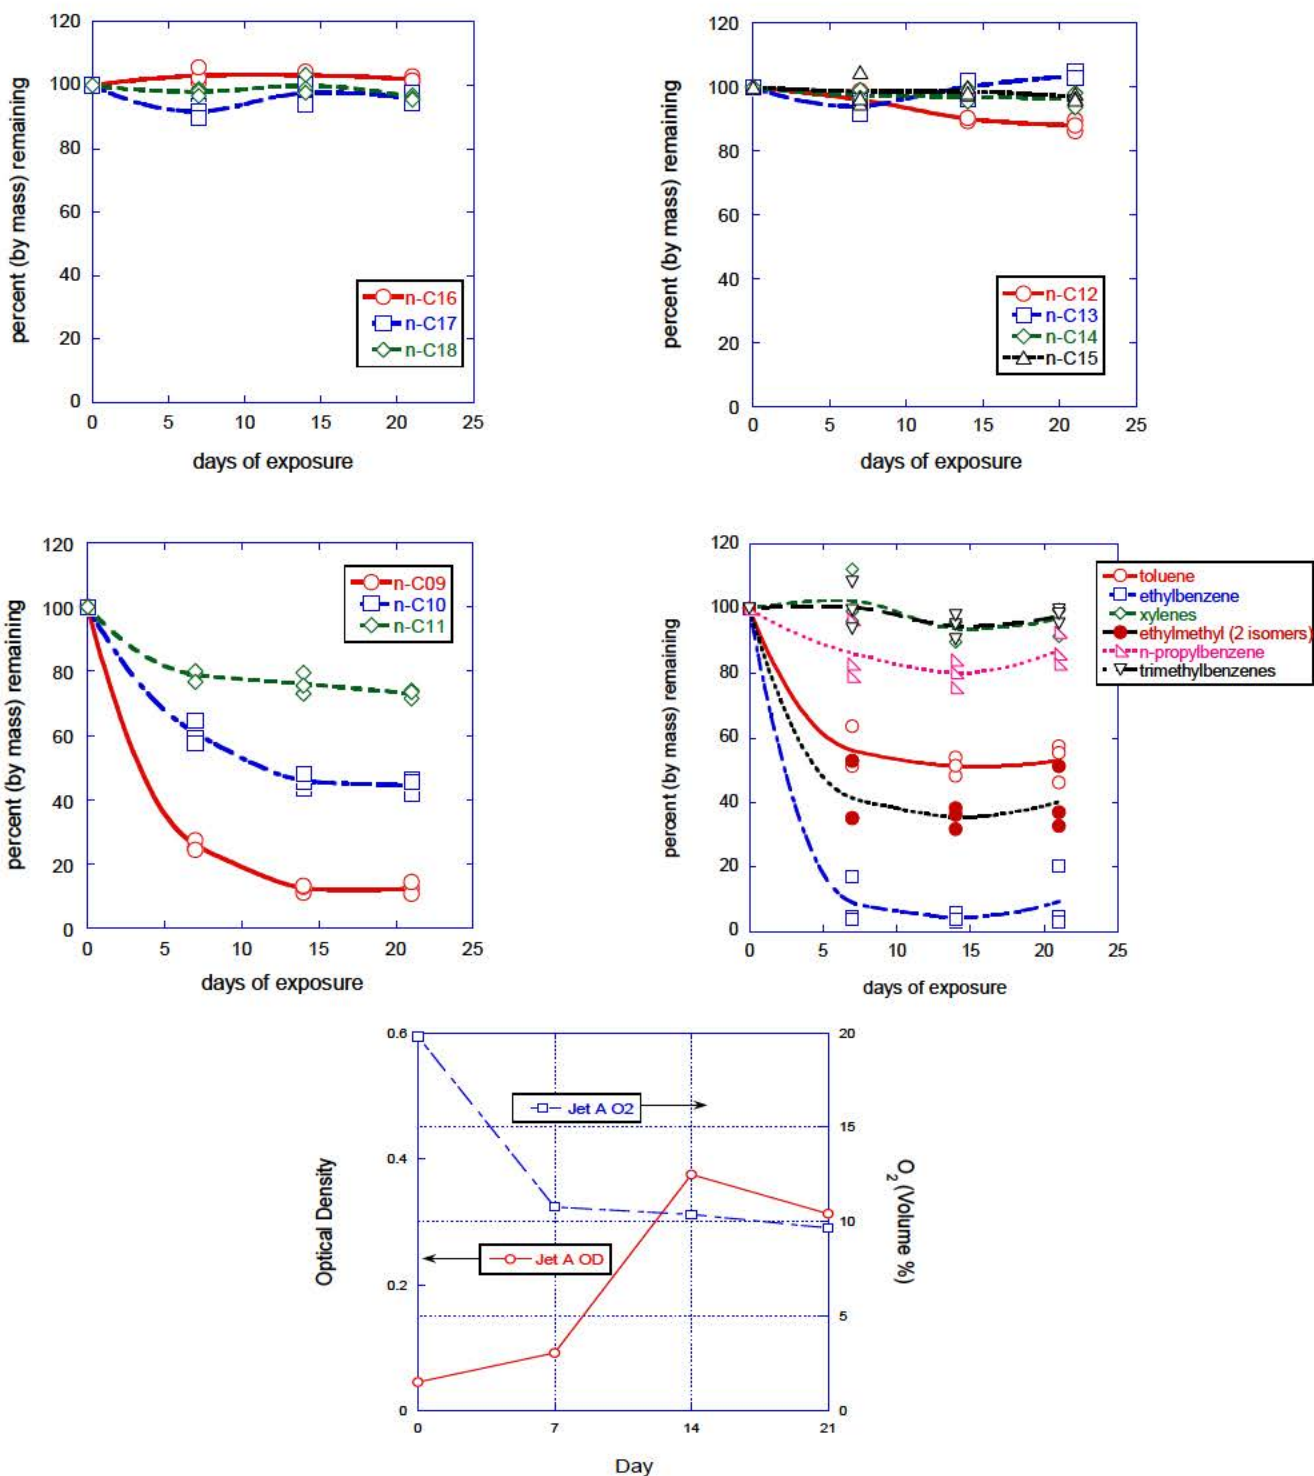 120
100
80
60
40
20
0
percent (by mass) remaining
n-C16
n-C17
n-C18
0 5 10 15 20 25
days of exposure
120
100
80
60
40
20
0
percent (by mass) remaining
n-C12
n-C13
n-C14
n-C15
0 5 10 15 20 25
days of exposure
120
100
80
60
40
20
0
percent (by mass) remaining
n-C09
n-C10
n-C11
0 5 10 15 20 25
days of exposure
120
100
80
60
40
20
0
percent (by mass) remaining
toluene
ethylbenzene
xylenes
ethylmethyl (2 isomers)
n-propylbenzene
trimethylbenzenes
0 5 10 15 20 25
days of exposure
0.6
0.4
0.2
0
Optical Density
Jet A O2
Jet A OD
20
15
10
5
0
O2 (Volume %)
0 7 14 21
Day